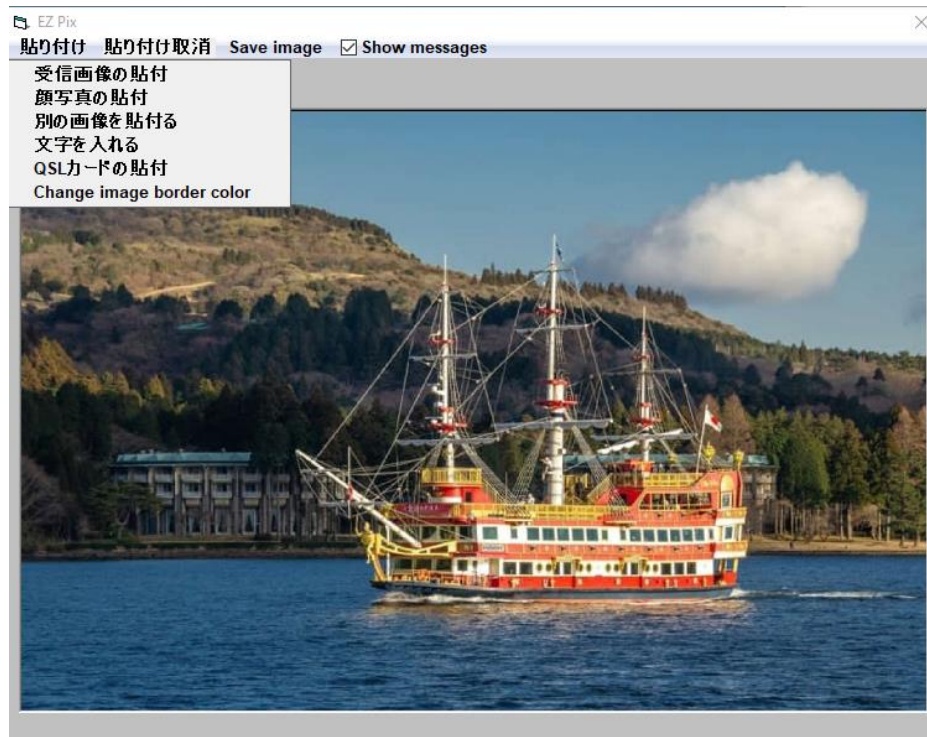 EZ Pix
貼り付け 貼り付け取消 Save image Show messages
受信画像の貼付
顔写真の貼付
別の画像を貼付る
文字を入れる
QSLカードの貼付
Change image border color